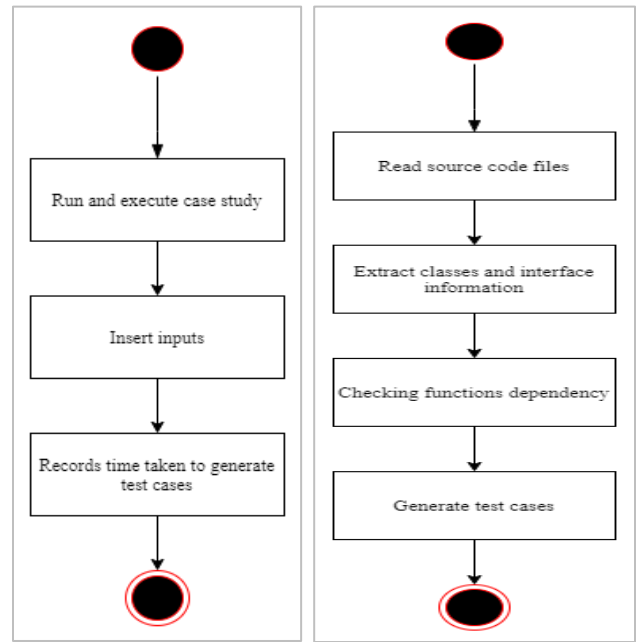 Run and execute case study
Insert inputs
Records time taken to generate
test cases
Read source code files
Extract classes and interface
information
Checking functions dependency
Generate test cases